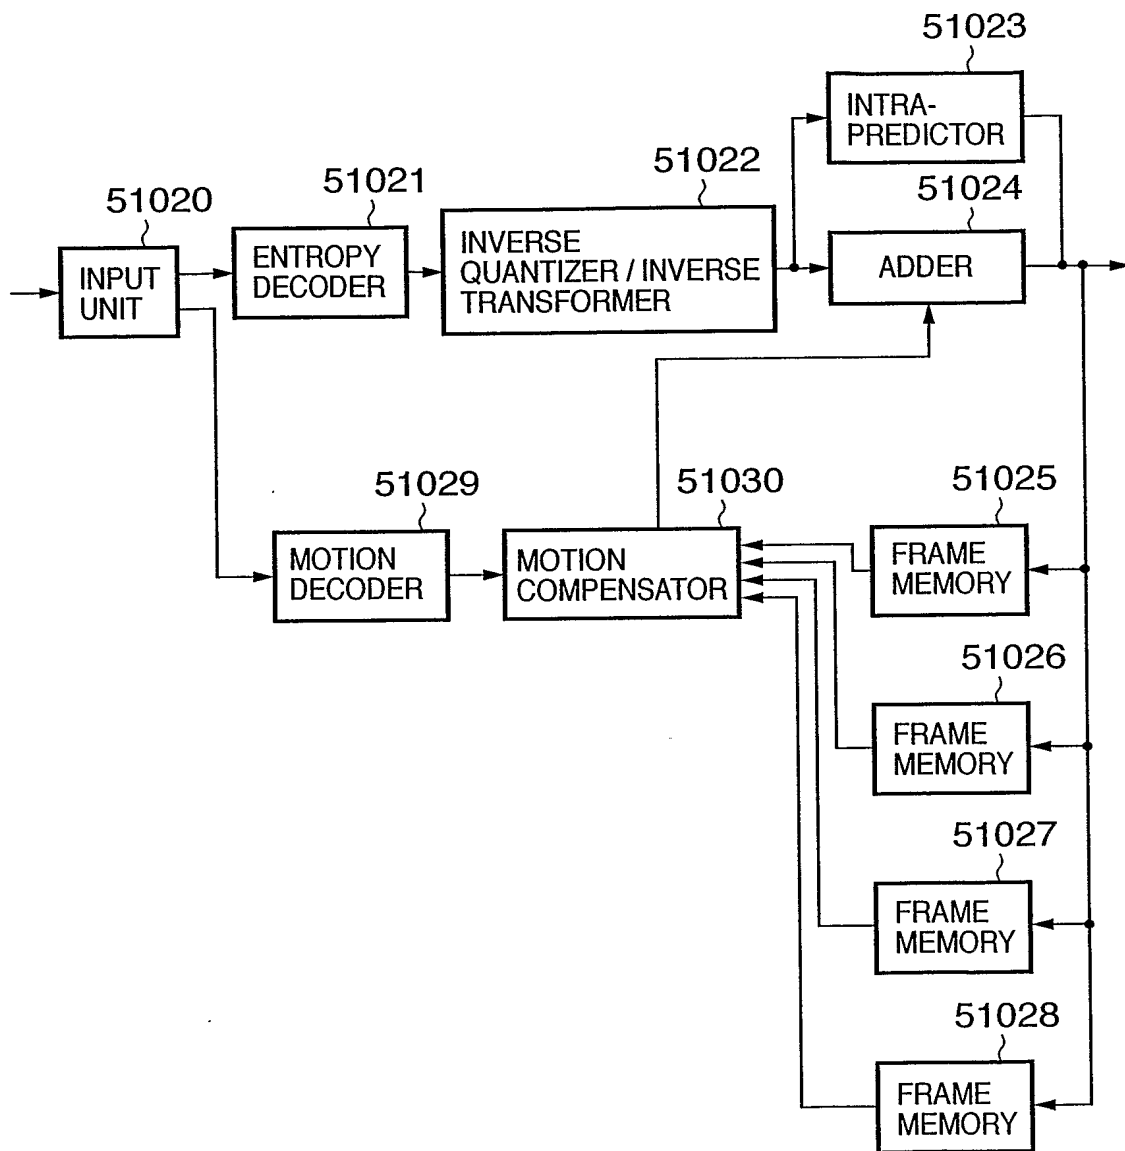 51023
INTRA-
PREDICTOR
51022
51024
51021
51020
INVERSE
QUANTIZER / INVERSE
TRANSFORMER
ENTROPY
DECODER
ADDER
INPUT
UNIT
51029
51030
51025
MOTION
DECODER
MOTION
COMPENSATOR
FRAME
MEMORY
51026
FRAME
MEMORY
51027
FRAME
MEMORY
51028
FRAME
MEMORY